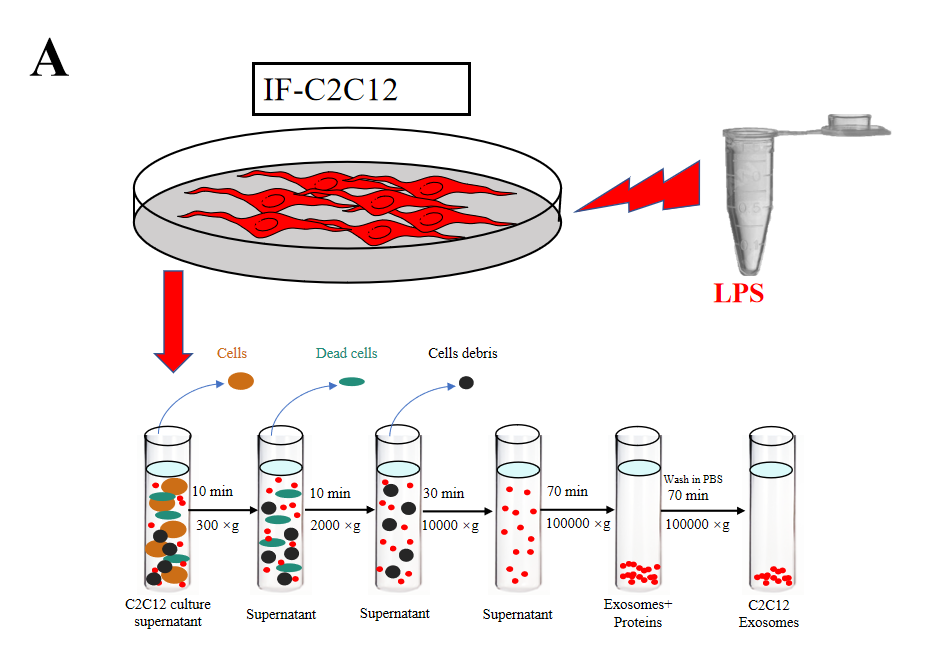 A
IF-C2C12
LPS
Cells
Dead cells
Cells debris
10 min
300 ×g
10 min
2000 ×g
30 min
10000 ×g
70 min
100000 ×g
Wash in PBS
70 min
100000 ×g
C2C12 culture
supernatant
Supernatant
Supernatant
Supernatant
Exosomes+
Proteins
C2C12
Exosomes